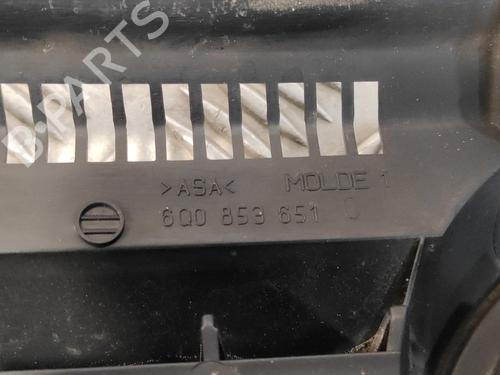 B-PARTS
>ASA< MOLDE 1
6Q0 853 651 C